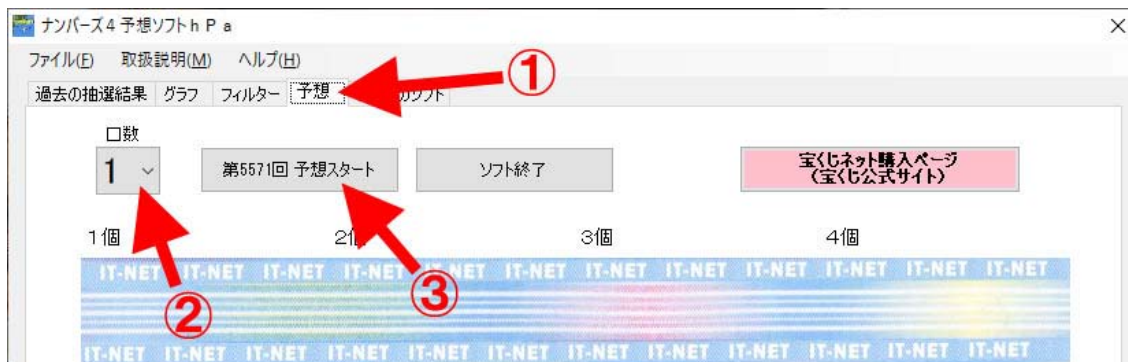 ナンバーズ4 予想ソフトｈＰａ
ファイル(F) 取扱説明(M) ヘルプ(H)
①
過去の抽選結果 グラフ フィルター 予想 のソフト
口数
1
第5571回 予想スタート
ソフト終了
宝くじネット購入ページ
（宝くじ公式サイト）
1個 2個 3個 4個
IT-NET IT-NET IT-NET IT-NET IT-NET IT-NET IT-NET IT-NET IT-NET IT-NET IT-NET IT-NET
② ③
IT-NET IT-NET IT-NET IT-NET IT-NET IT-NET IT-NET IT-NET IT-NET IT-NET IT-NET IT-NET